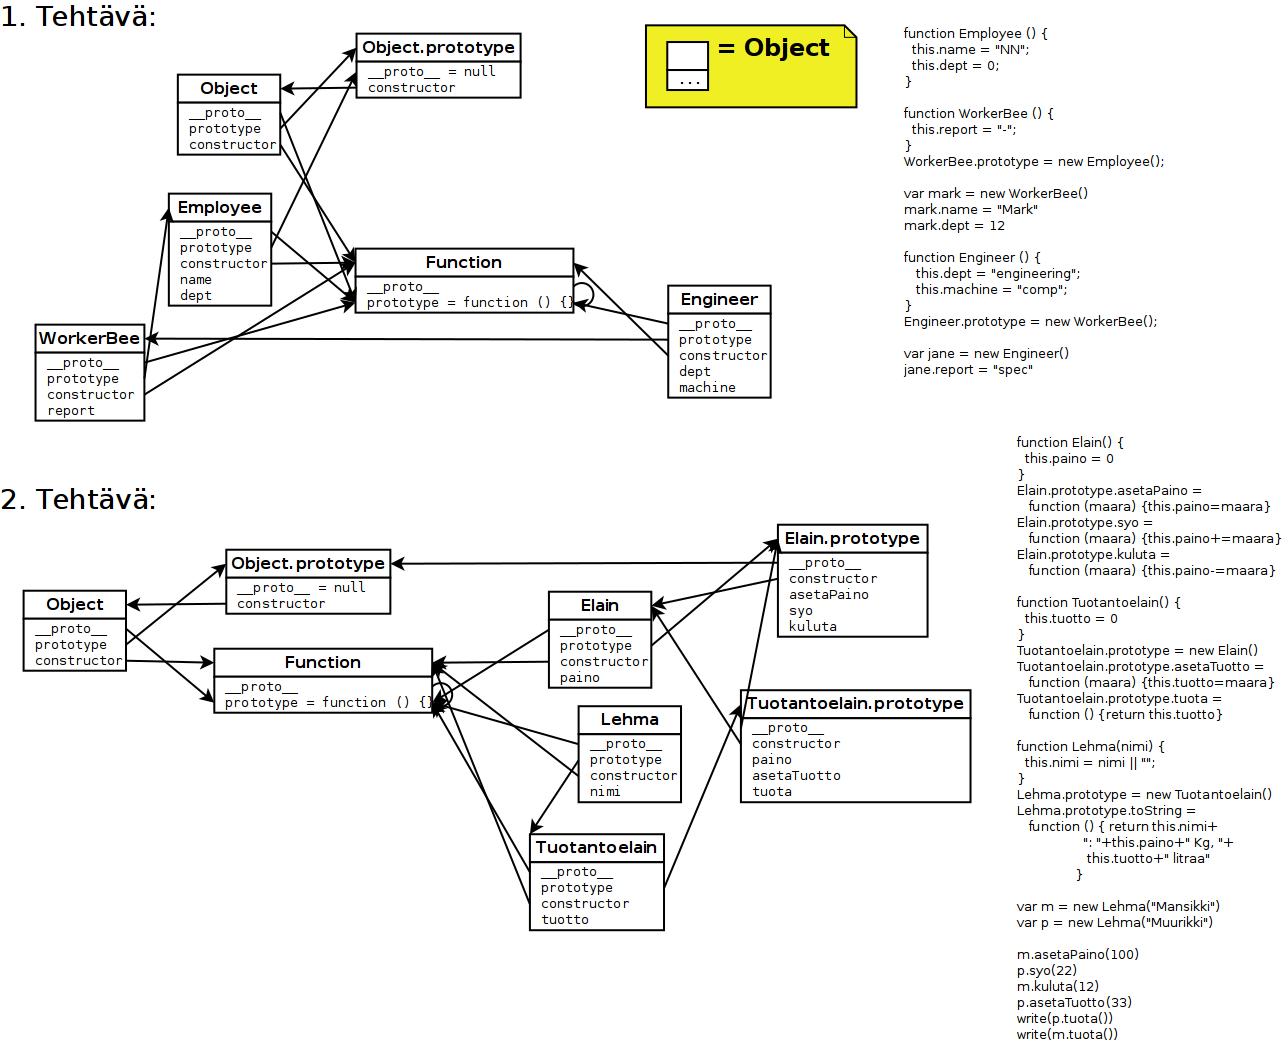 1. Tehtävä:
Object.prototype
__proto__ = null
constructor
Object
__proto__
prototype
constructor
Employee
__proto__
prototype
constructor
name
dept
Function
__proto__
prototype = function () {}
WorkerBee
__proto__
prototype
constructor
report
Engineer
__proto__
prototype
constructor
dept
machine
...
= Object
function Employee () {
this.name = "NN";
this.dept = 0;
}
function WorkerBee () {
this.report = "-";
}
WorkerBee.prototype = new Employee();
var mark = new WorkerBee()
mark.name = "Mark"
mark.dept = 12
function Engineer () {
this.dept = "engineering";
this.machine = "comp";
}
Engineer.prototype = new WorkerBee();
var jane = new Engineer()
jane.report = "spec"
2. Tehtävä:
Object.prototype
__proto__ = null
constructor
Object
__proto__
prototype
constructor
Function
__proto__
prototype = function () {}
Elain
__proto__
prototype
constructor
paino
Elain.prototype
__proto__
constructor
asetaPaino
syo
kuluta
Lehma
__proto__
prototype
constructor
nimi
Tuotantoelain.prototype
__proto__
constructor
paino
asetaTuotto
tuota
Tuotantoelain
__proto__
prototype
constructor
tuotto
function Elain() {
this.paino = 0
}
Elain.prototype.asetaPaino =
function (maara) {this.paino=maara}
Elain.prototype.syo =
function (maara) {this.paino+=maara}
Elain.prototype.kuluta =
function (maara) {this.paino-=maara}
function Tuotantoelain() {
this.tuotto = 0
}
Tuotantoelain.prototype = new Elain()
Tuotantoelain.prototype.asetaTuotto =
function (maara) {this.tuotto=maara}
Tuotantoelain.prototype.tuota =
function () {return this.tuotto}
function Lehma(nimi) {
this.nimi = nimi || "";
}
Lehma.prototype = new Tuotantoelain()
Lehma.prototype.toString =
function () { return this.nimi+
": "+this.paino+" Kg, "+
this.tuotto+" litraa"
}
var m = new Lehma("Mansikki")
var p = new Lehma("Muurikki")
m.asetaPaino(100)
p.syo(22)
m.kuluta(12)
p.asetaTuotto(33)
write(p.tuota())
write(m.tuota())